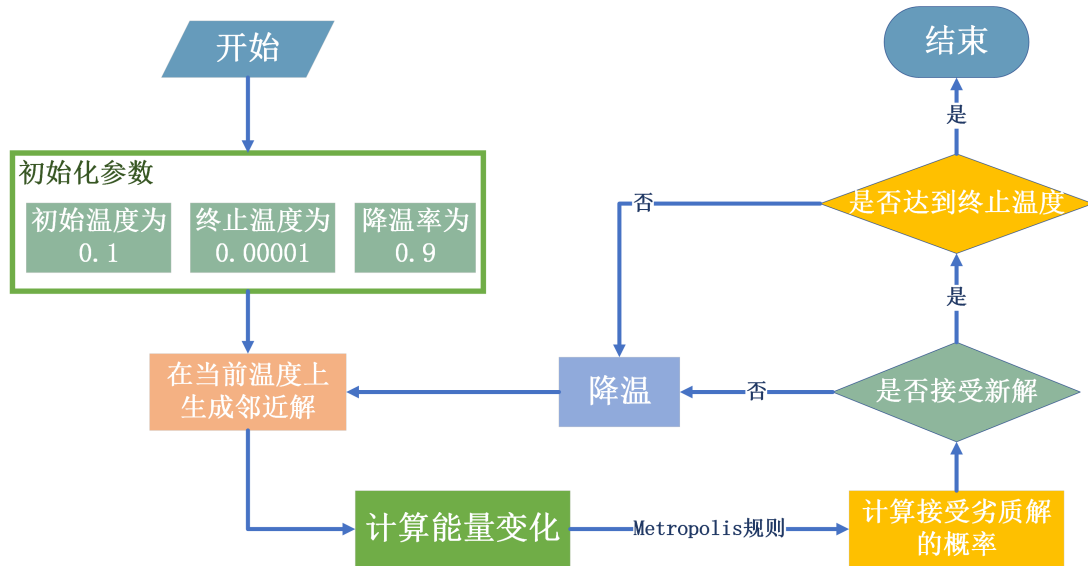 开始
初始化参数
初始温度为
0.1
终止温度为
0.00001
降温率为
0.9
在当前温度上
生成邻近解
计算能量变化
Metropolis规则
计算接受劣质解
的概率
是否接受新解
否
降温
是
是否达到终止温度
否
是
结束